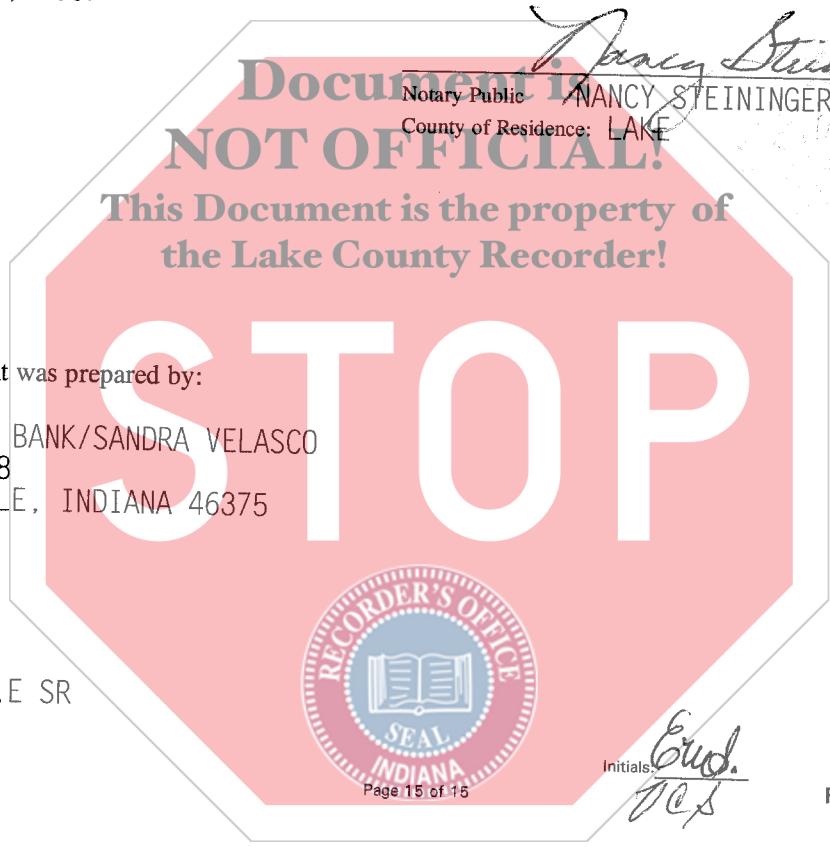 Document is
Notary Public NANCY STEININGER
County of Residence: LAKE
NOT OFFICIAL!
This Document is the property of
the Lake County Recorder!
STOP
t was prepared by:
BANK/SANDRA VELASCO
8
LE, INDIANA 46375
RECORDER'S OFFICE
SEAL
INDIANA
E SR
Initials:
Page 15 of 15